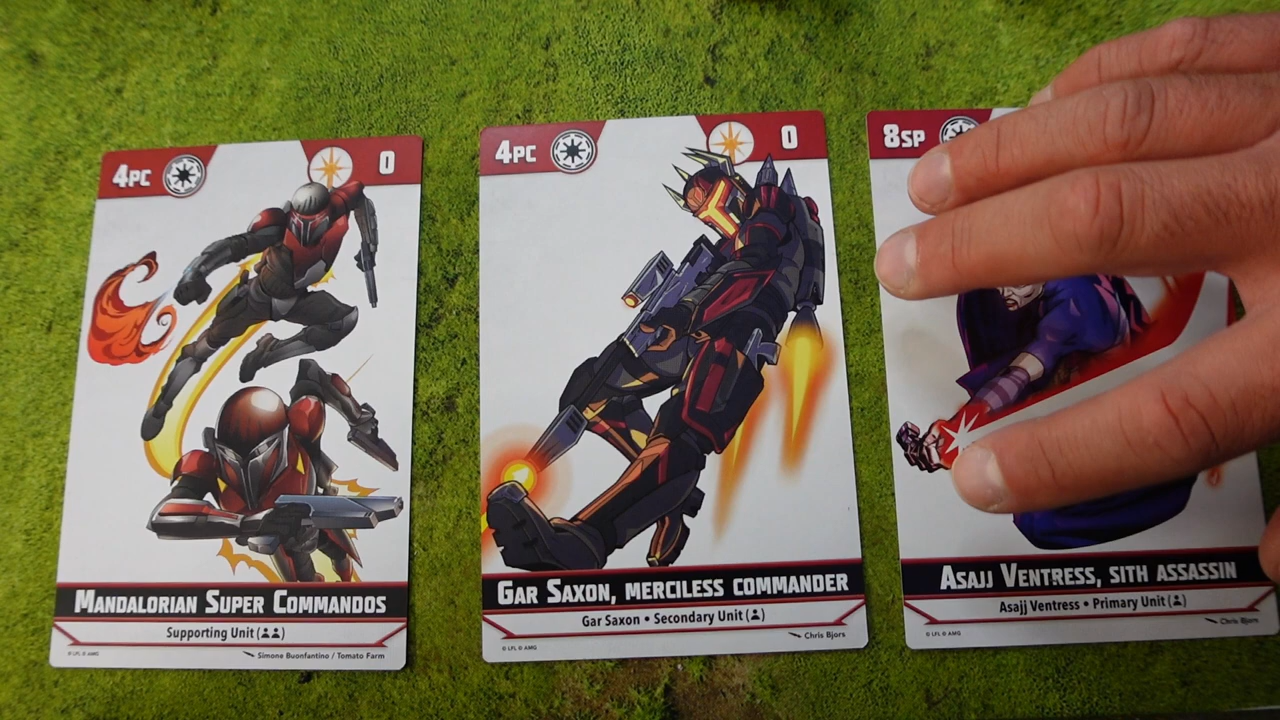 4PC 0
MANDALORIAN SUPER COMMANDOS
Supporting Unit ( )
© LFL © AMG
Simone Buonfantino / Tomato Farm
4PC 0
GAR SAXON, MERCILESS COMMANDER
Gar Saxon • Secondary Unit ( )
© LFL © AMG
Chris Bjors
8SP
ASAJJ VENTRESS, SITH ASSASSIN
Asajj Ventress • Primary Unit ( )
© LFL © AMG
Chris Bjors